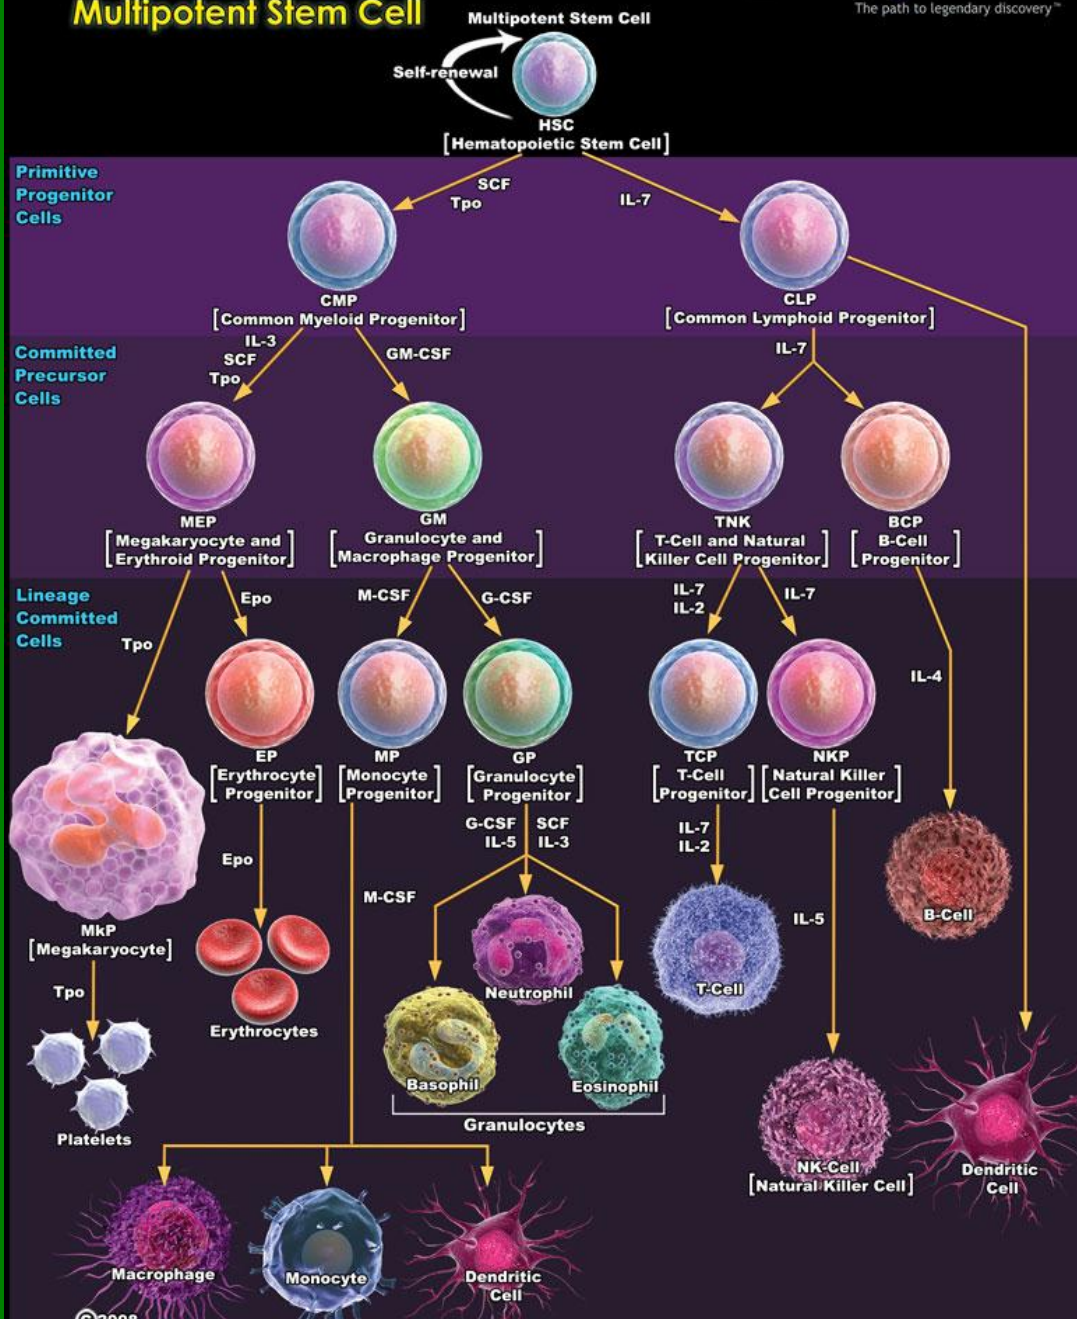 Multipotent Stem Cell
The path to legendary discovery™
Multipotent Stem Cell
Self-renewal
HSC
[Hematopoietic Stem Cell]
Primitive
Progenitor
Cells
SCF
Tpo
IL-7
CMP
[Common Myeloid Progenitor]
CLP
[Common Lymphoid Progenitor]
Committed
Precursor
Cells
IL-3
SCF
Tpo
GM-CSF
IL-7
MEP
[Megakaryocyte and
Erythroid Progenitor]
GM
[Granulocyte and
Macrophage Progenitor]
TNK
[T-Cell and Natural
Killer Cell Progenitor]
BCP
[B-Cell
Progenitor]
Lineage
Committed
Cells
Tpo
Epo
M-CSF
G-CSF
IL-7
IL-2
IL-7
IL-4
EP
[Erythrocyte
Progenitor]
MP
[Monocyte
Progenitor]
GP
[Granulocyte
Progenitor]
TCP
[T-Cell
Progenitor]
NKP
[Natural Killer
Cell Progenitor]
G-CSF
IL-5
SCF
IL-3
IL-7
IL-2
Epo
M-CSF
IL-5
B-Cell
MkP
[Megakaryocyte]
Tpo
Neutrophil
T-Cell
Erythrocytes
Basophil
Eosinophil
Granulocytes
Platelets
NK-Cell
[Natural Killer Cell]
Dendritic
Cell
Macrophage
Monocyte
Dendritic
Cell
©2008